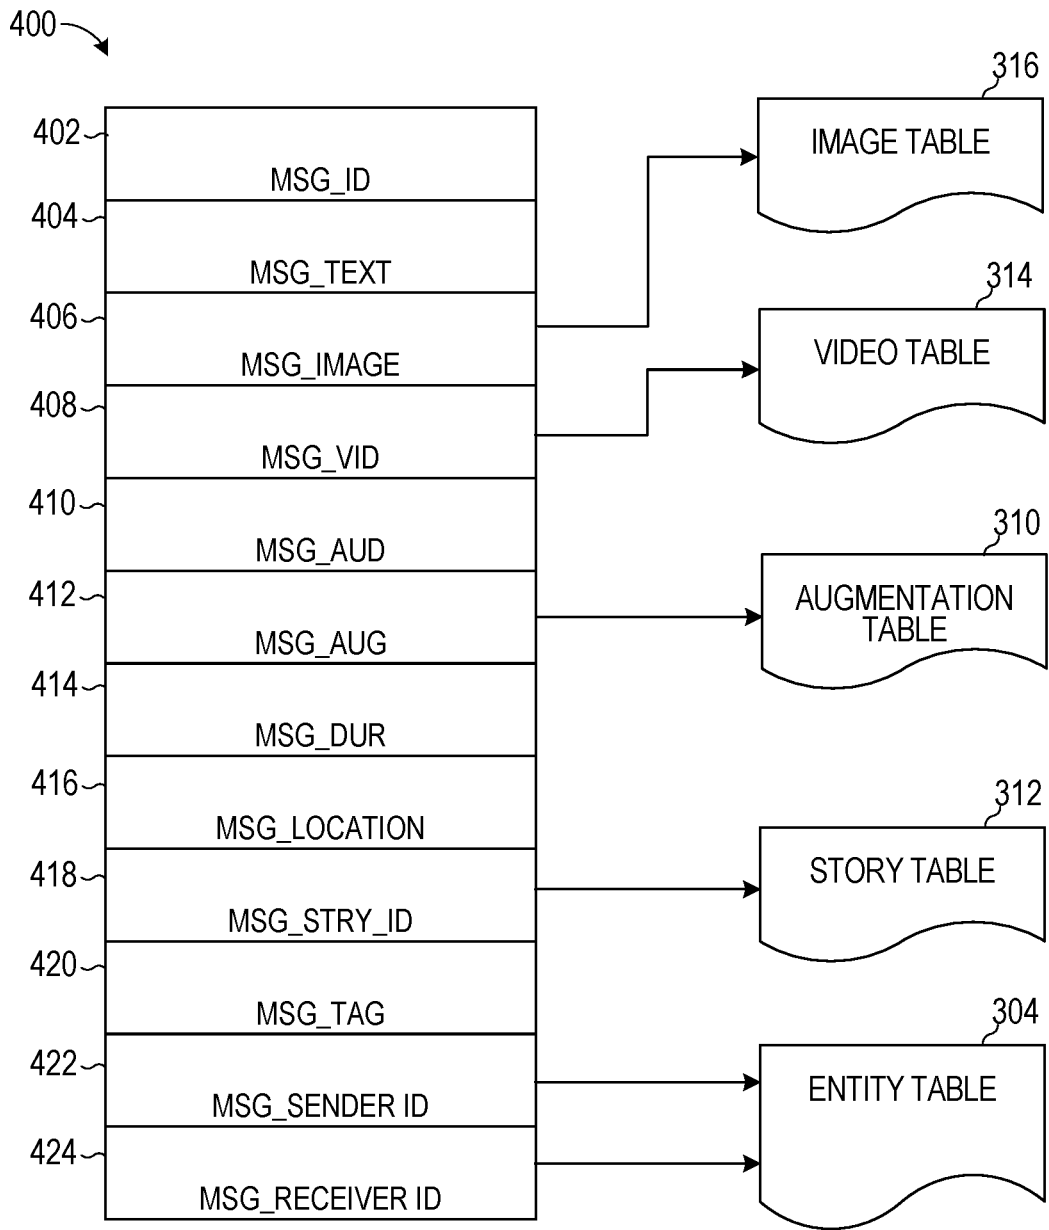 400
402
MSG_ID
404
MSG_TEXT
406
MSG_IMAGE
408
MSG_VID
410
MSG_AUD
412
MSG_AUG
414
MSG_DUR
416
MSG_LOCATION
418
MSG_STRY_ID
420
MSG_TAG
422
MSG_SENDER ID
424
MSG_RECEIVER ID
316
IMAGE TABLE
314
VIDEO TABLE
310
AUGMENTATION
TABLE
312
STORY TABLE
304
ENTITY TABLE